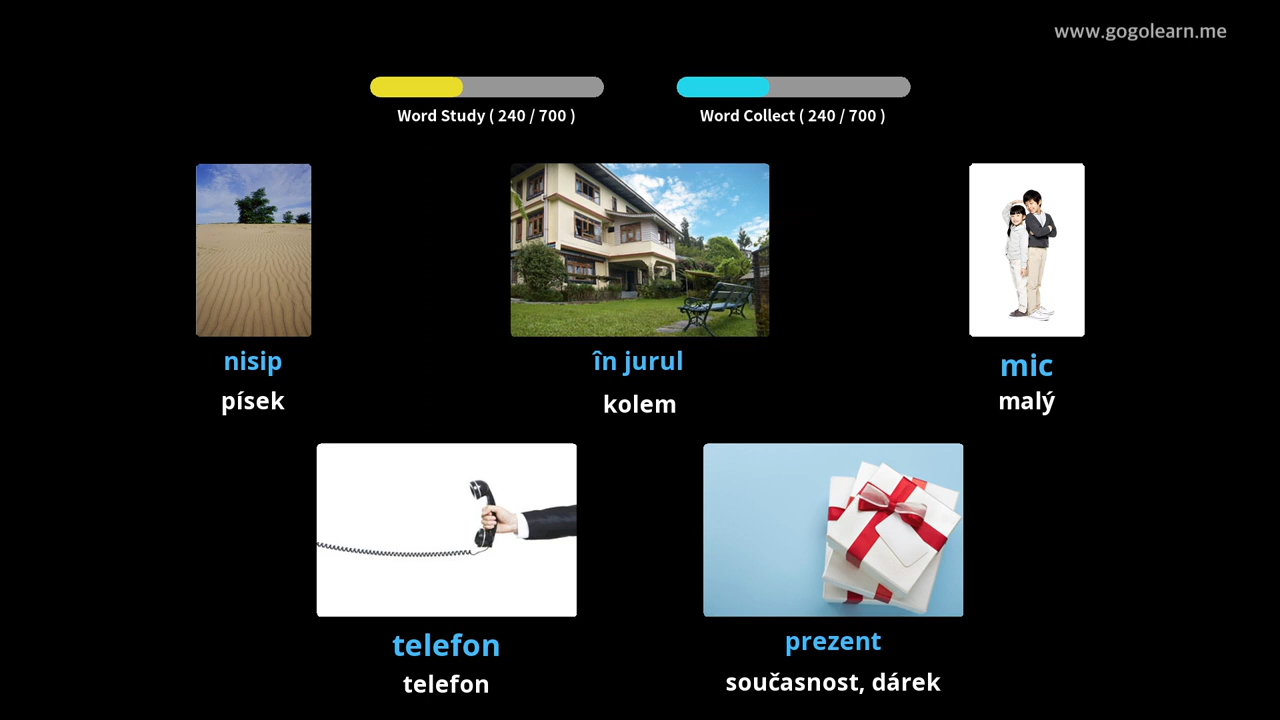 www.gogolearn.me
Word Study ( 240 / 700 )
Word Collect ( 240 / 700 )
nisip
písek
în jurul
kolem
mic
malý
telefon
telefon
prezent
současnost, dárek